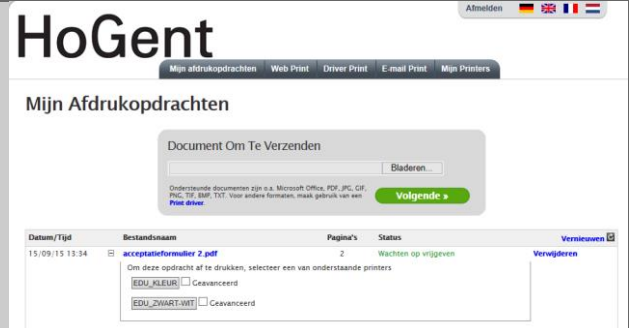 Afmelden
HoGent
Mijn afdrukopdrachten Web Print Driver Print E-mail Print Mijn Printers
Mijn Afdrukopdrachten
Document Om Te Verzenden
Bladeren...
Ondersteunde documenten zijn o.a. Microsoft Office, PDF, JPG, GIF,
PNG, TIF, BMP, TXT. Voor andere formaten, maak gebruik van een
Print driver.
Volgende »
Datum/Tijd Bestandsnaam Pagina's Status Vernieuwen
15/09/15 13:34 acceptatieformulier 2.pdf 2 Wachten op vrijgeven Verwijderen
Om deze opdracht af te drukken, selecteer een van onderstaande printers
EDU_KLEUR Geavanceerd
EDU_ZWART-WIT Geavanceerd